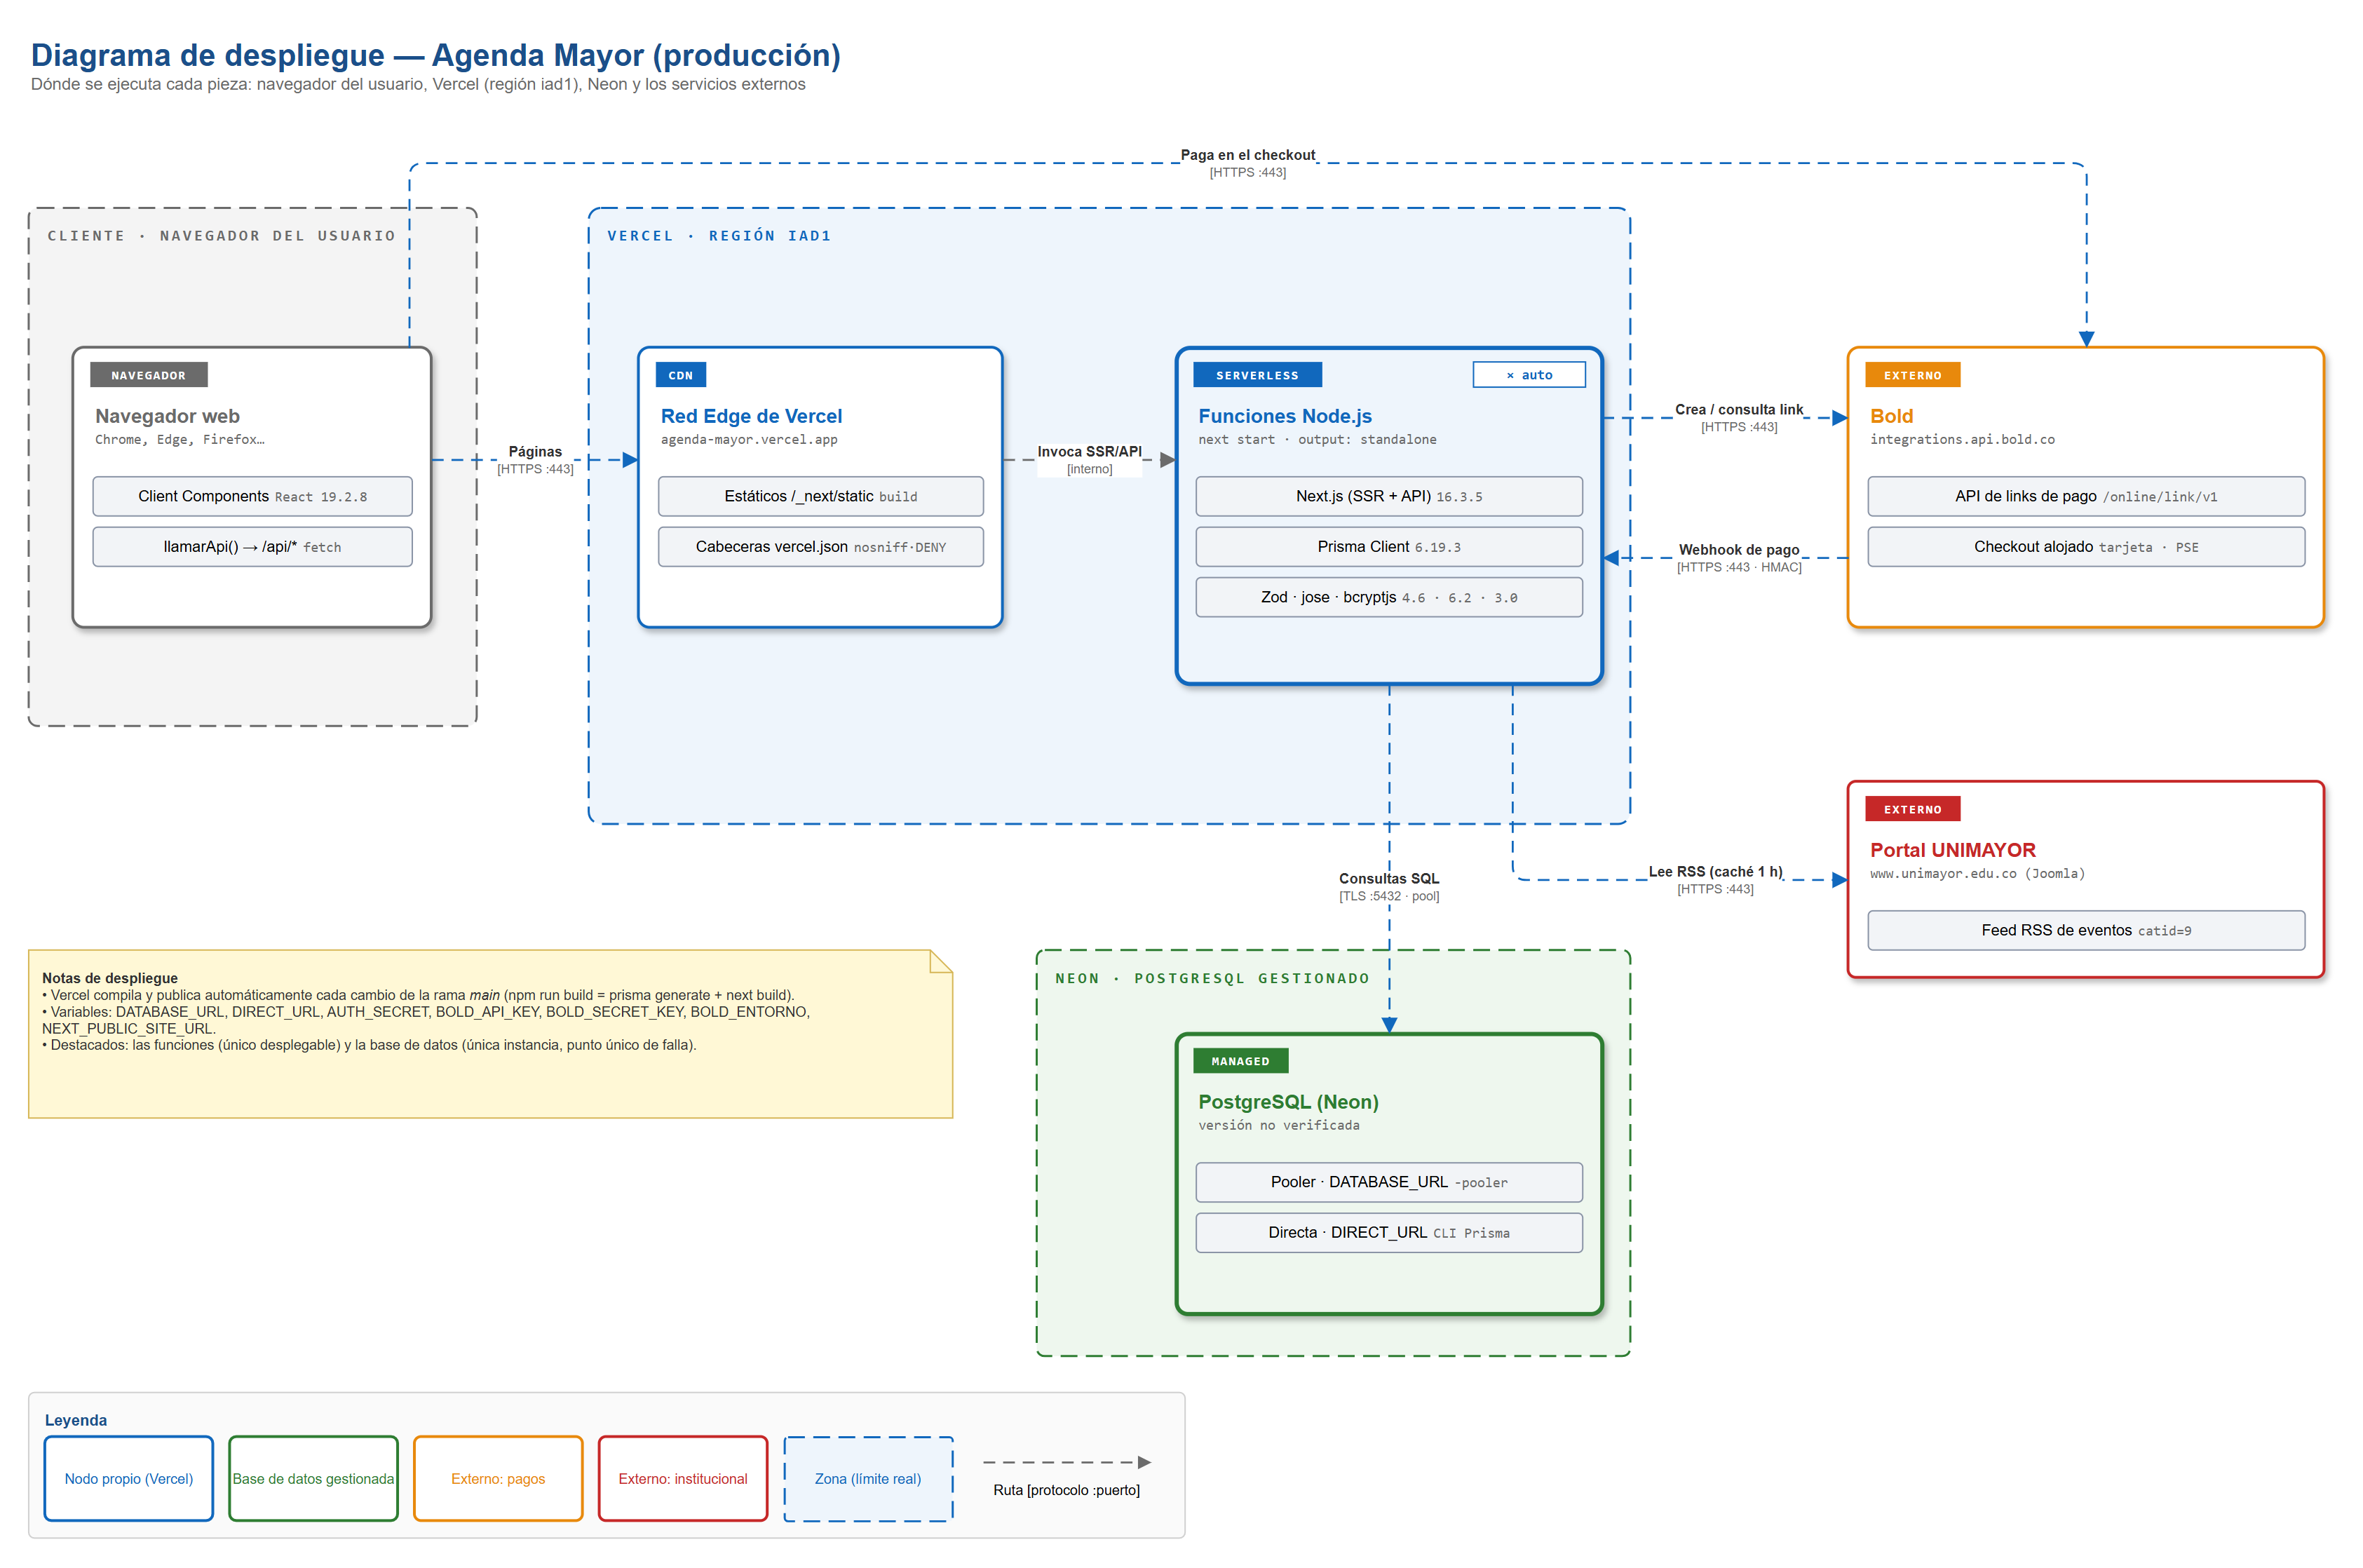 Diagrama de despliegue — Agenda Mayor (producción)
Dónde se ejecuta cada pieza: navegador del usuario, Vercel (región iad1), Neon y los servicios externos
Paga en el checkout
[HTTPS :443]
CLIENTE · NAVEGADOR DEL USUARIO
NAVEGADOR
Navegador web
Chrome, Edge, Firefox…
Client Components React 19.2.8
llamarApi() → /api/* fetch
Páginas
[HTTPS :443]
VERCEL · REGIÓN IAD1
CDN
Red Edge de Vercel
agenda-mayor.vercel.app
Estáticos /_next/static build
Cabeceras vercel.json nosniff·DENY
Invoca SSR/API
[interno]
SERVERLESS
× auto
Funciones Node.js
next start · output: standalone
Next.js (SSR + API) 16.3.5
Prisma Client 6.19.3
Zod · jose · bcryptjs 4.6 · 6.2 · 3.0
Crea / consulta link
[HTTPS :443]
Webhook de pago
[HTTPS :443 · HMAC]
EXTERNO
Bold
integrations.api.bold.co
API de links de pago /online/link/v1
Checkout alojado tarjeta · PSE
Consultas SQL
[TLS :5432 · pool]
Lee RSS (caché 1 h)
[HTTPS :443]
EXTERNO
Portal UNIMAYOR
www.unimayor.edu.co (Joomla)
Feed RSS de eventos catid=9
Notas de despliegue
• Vercel compila y publica automáticamente cada cambio de la rama main (npm run build = prisma generate + next build).
• Variables: DATABASE_URL, DIRECT_URL, AUTH_SECRET, BOLD_API_KEY, BOLD_SECRET_KEY, BOLD_ENTORNO,
NEXT_PUBLIC_SITE_URL.
• Destacados: las funciones (único desplegable) y la base de datos (única instancia, punto único de falla).
NEON · POSTGRESQL GESTIONADO
MANAGED
PostgreSQL (Neon)
versión no verificada
Pooler · DATABASE_URL -pooler
Directa · DIRECT_URL CLI Prisma
Leyenda
Nodo propio (Vercel)
Base de datos gestionada
Externo: pagos
Externo: institucional
Zona (límite real)
Ruta [protocolo :puerto]